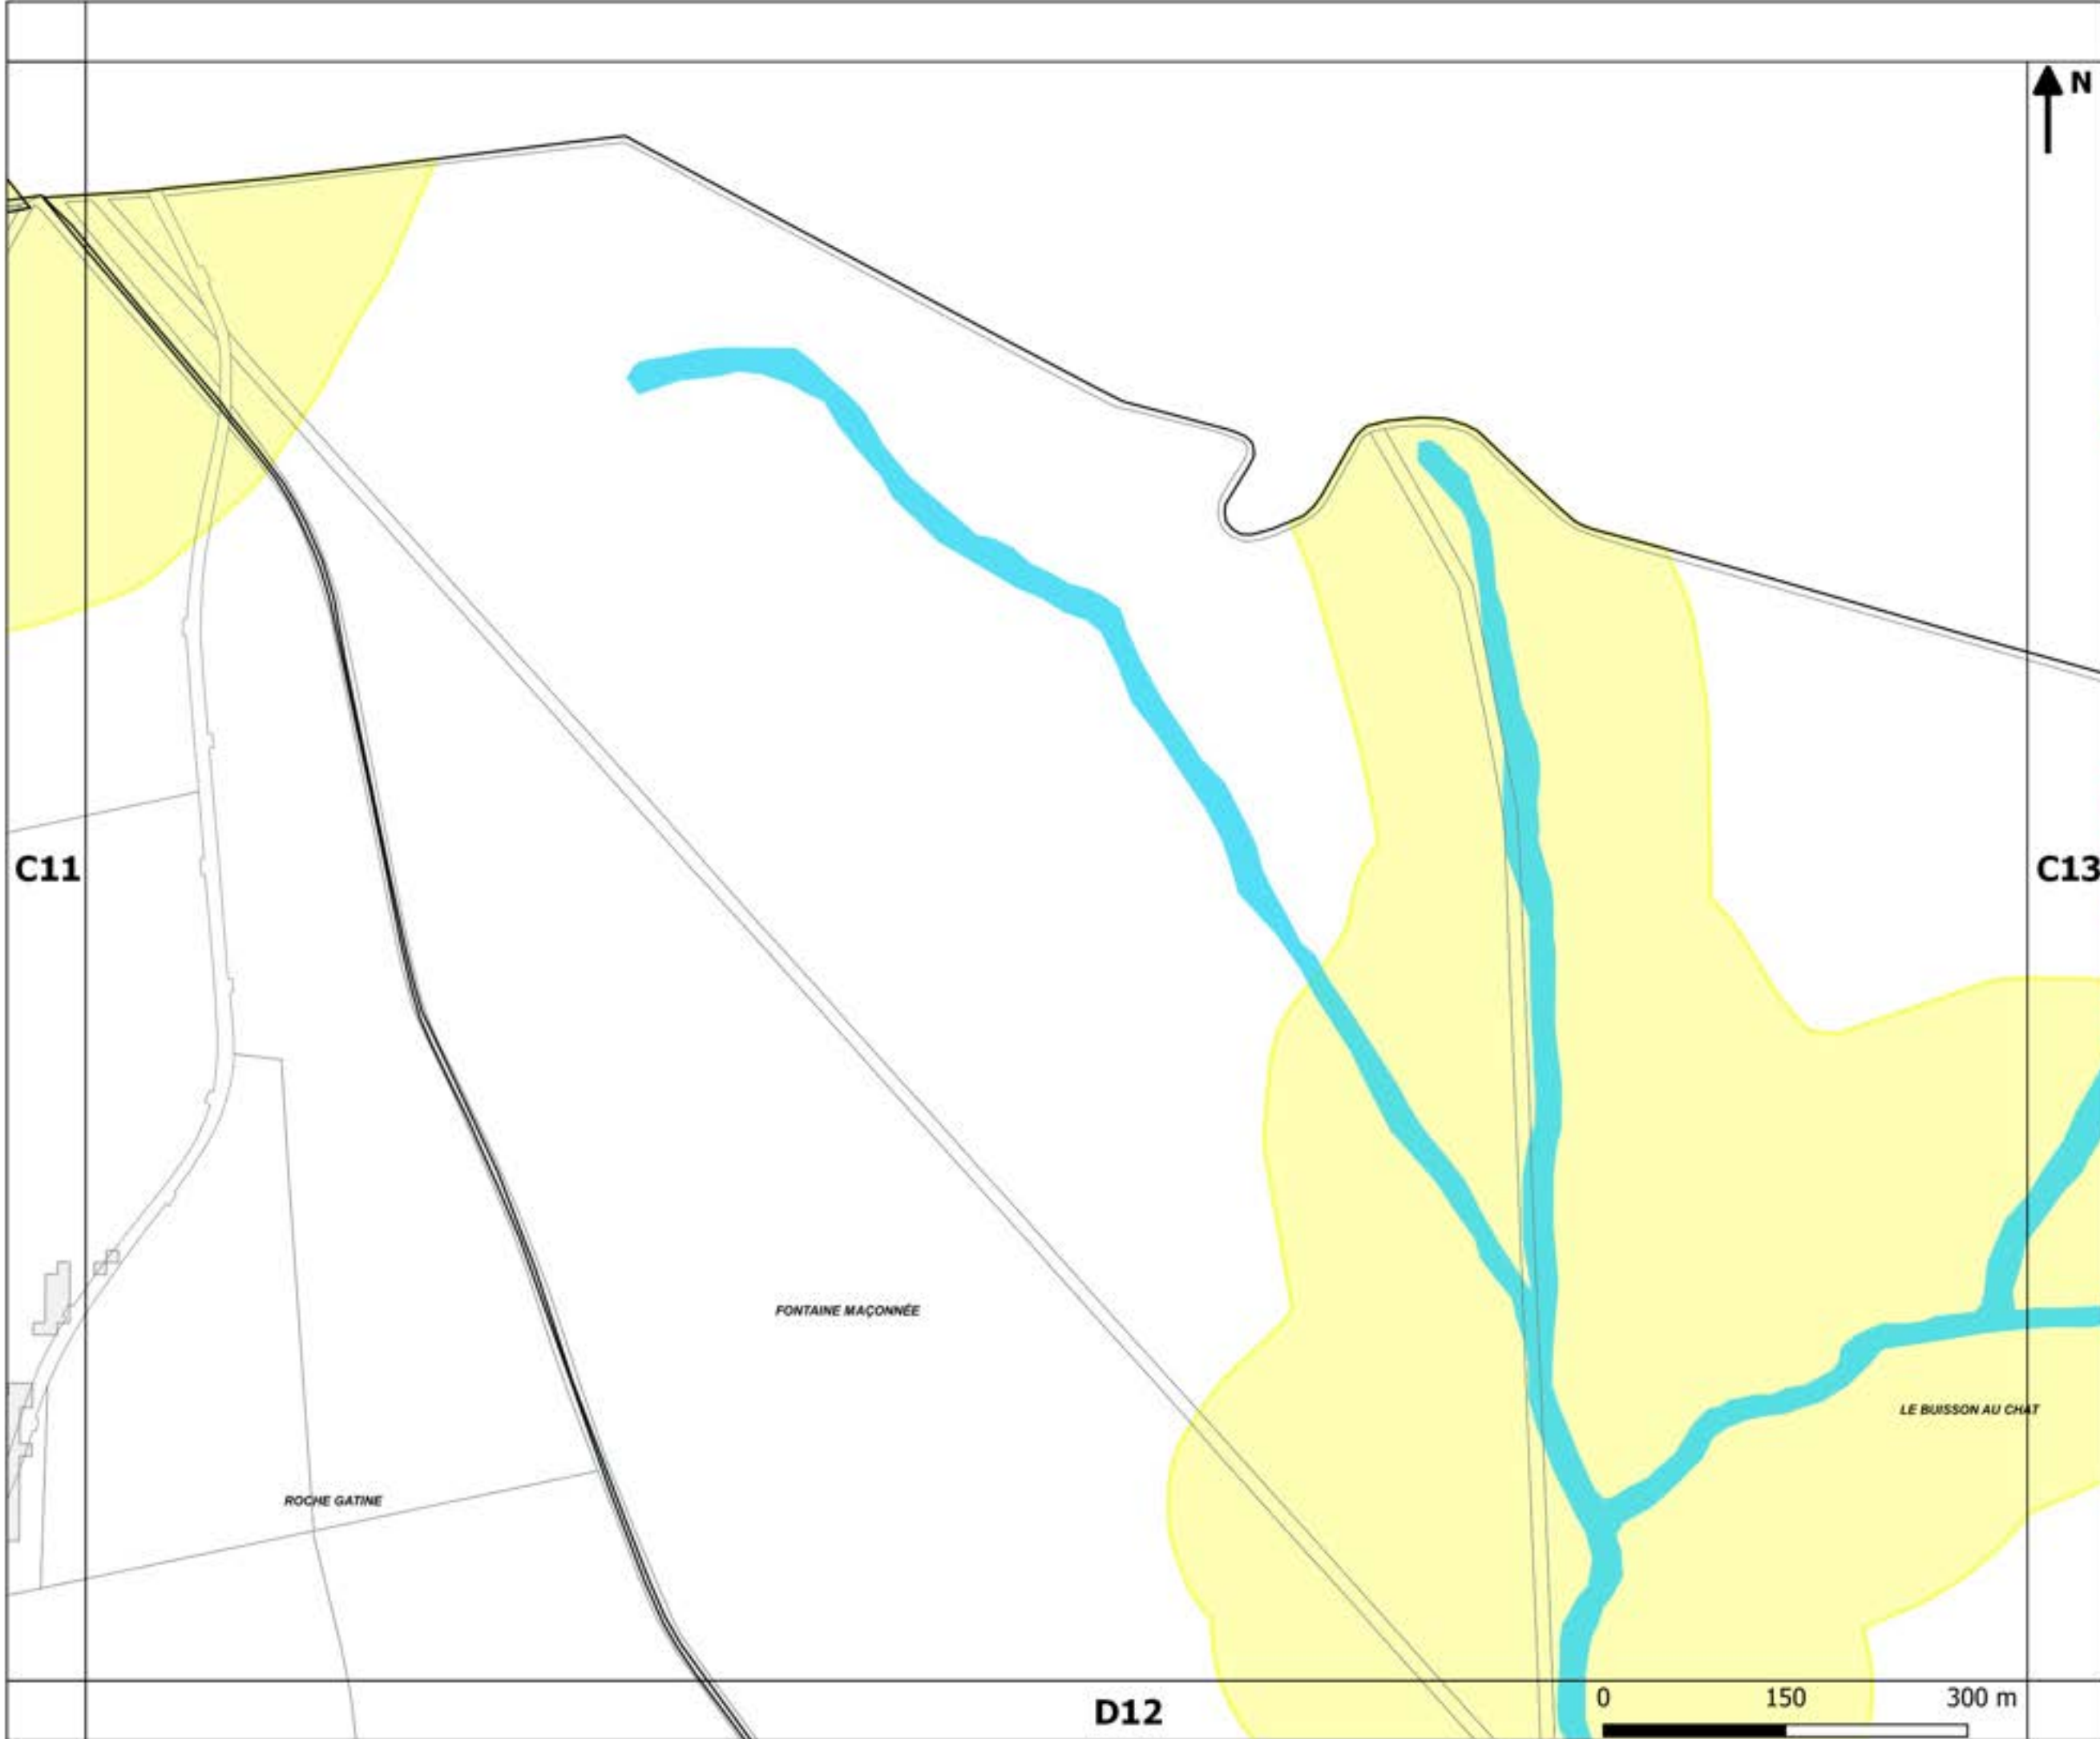 N
C11
C13
FONTAINE MAÇONNÉE
LE BUISSON AU CHAT
ROCHE GATINE
D12
0 150 300 m